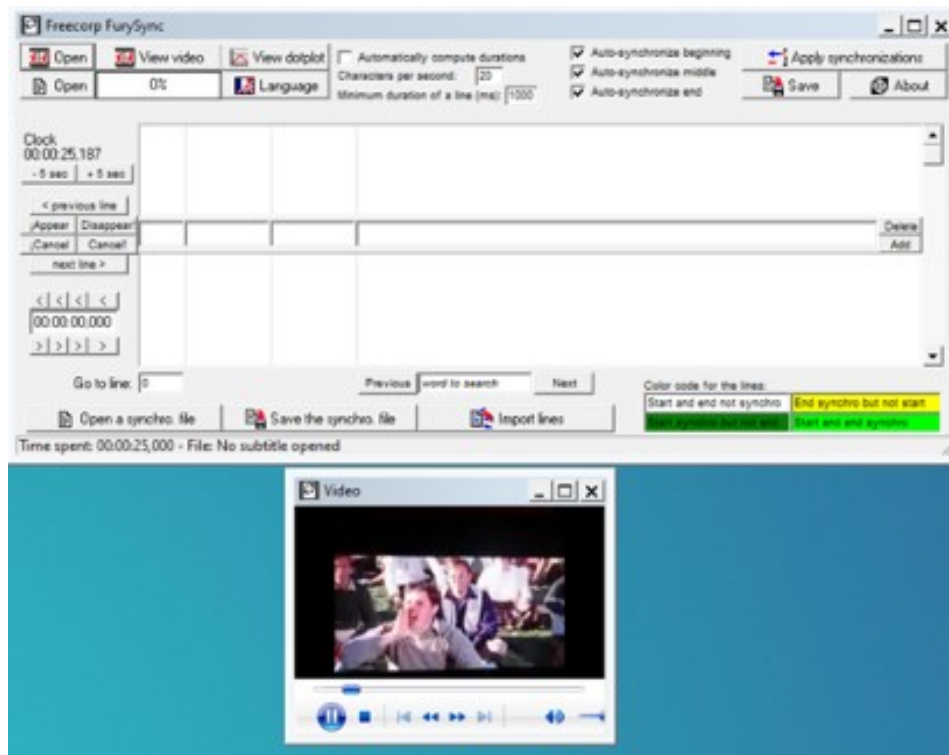 Freecorp FurySync
Open View video View dotplot Automatically compute durations Auto-synchronize beginning Apply synchronizations
Characters per second: 20 Auto-synchronize middle
Open 0% Language Minimum duration of a line (ms): 1000 Auto-synchronize end Save About
Clock
00:00:25,187
- 5 sec + 5 sec
< previous line
¡Appear Disappear! Delete
¡Cancel Cancel! Add
next line >
< < < <
00:00:00,000
> > > >
Go to line: 0 Previous word to search Next Color code for the lines:
Start and end not synchro End synchro but not start
Open a synchro. file Save the synchro. file Import lines Start synchro but not end Start and end synchro
Time spent: 00:00:25,000 - File: No subtitle opened
Video